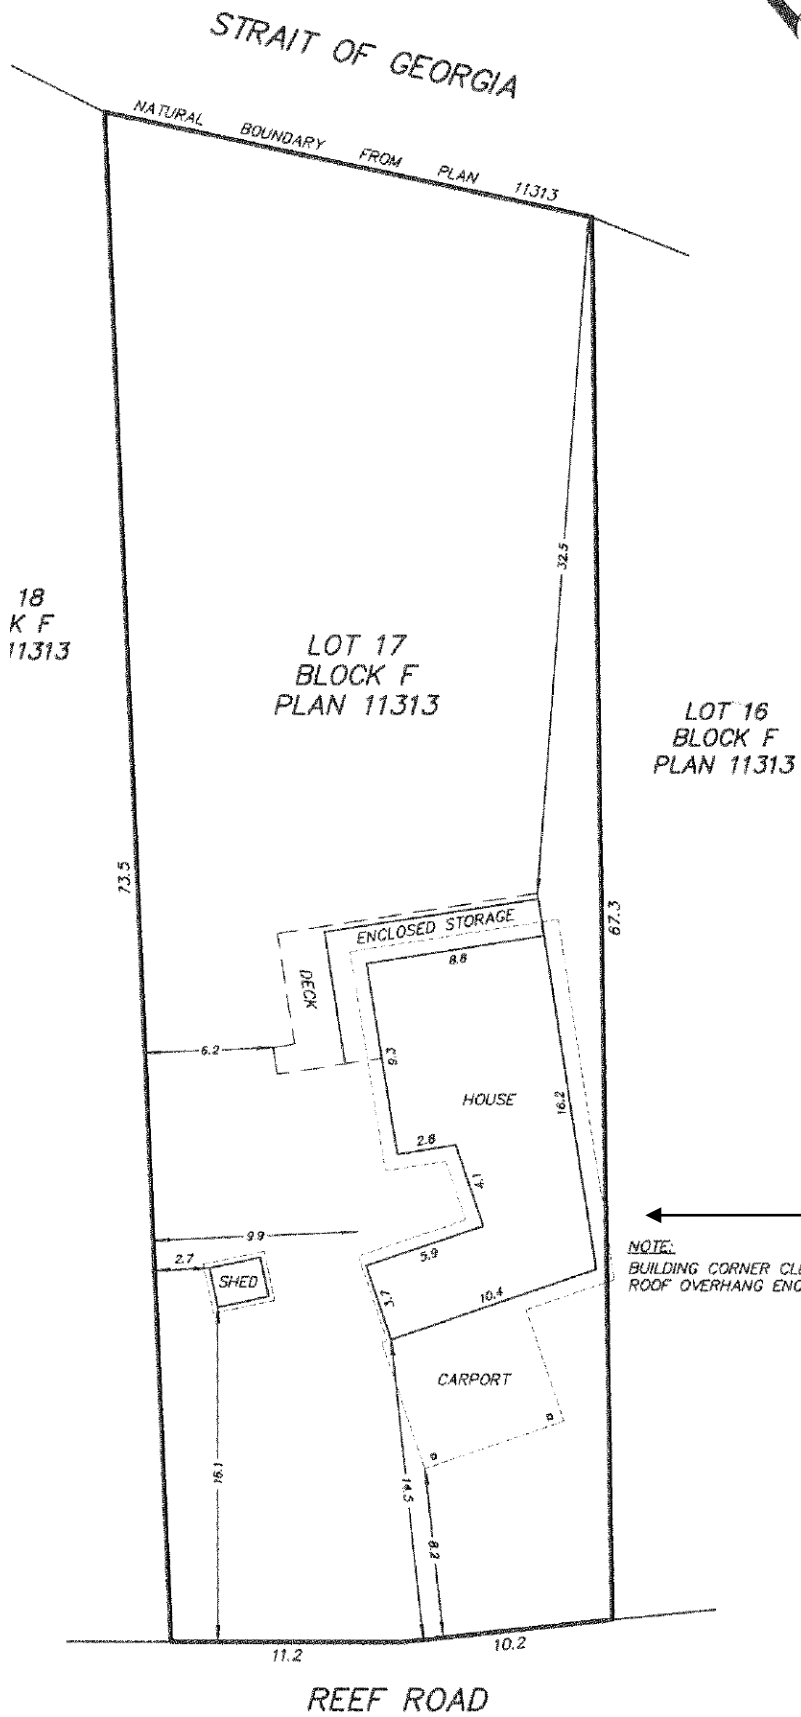 STRAIT OF GEORGIA
NATURAL BOUNDARY FROM PLAN 11313
32.5
18
K F
11313
LOT 17
BLOCK F
PLAN 11313
LOT 16
BLOCK F
PLAN 11313
73.5
67.3
ENCLOSED STORAGE
8.8
DECK
6.2
9.3
HOUSE
16.2
2.8
4.1
9.9
5.9
2.7
SHED
3.7
10.4
NOTE:
BUILDING CORNER CLE
ROOF OVERHANG ENC
CARPORT
16.1
14.5
8.2
11.2
10.2
REEF ROAD